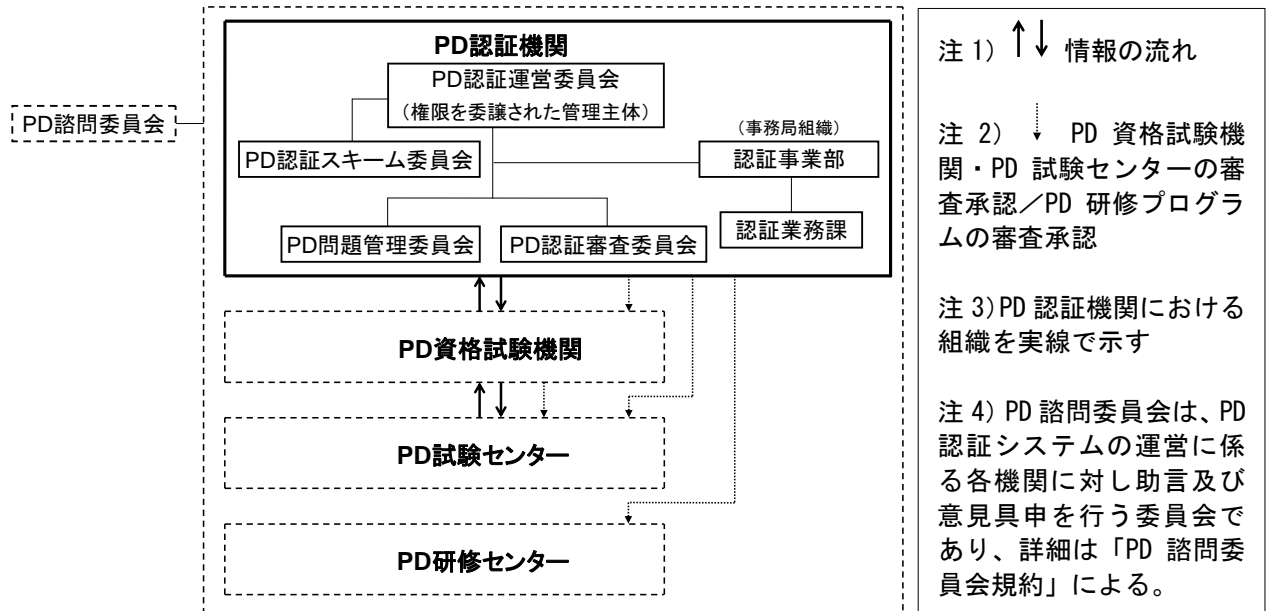 PD認証機関
PD認証運営委員会
（権限を委譲された管理主体）
PD諮問委員会
（事務局組織）
PD認証スキーム委員会
認証事業部
PD問題管理委員会
PD認証審査委員会
認証業務課
PD資格試験機関
PD試験センター
PD研修センター
注 1) ↑↓ 情報の流れ
注 2) ↓ PD 資格試験機
関・PD 試験センターの審
査承認／PD 研修プログラ
ムの審査承認
注 3)PD 認証機関における
組織を実線で示す
注 4) PD 諮問委員会は、PD
認証システムの運営に係
る各機関に対し助言及び
意見具申を行う委員会で
あり、詳細は「PD 諮問委
員会規約」による。